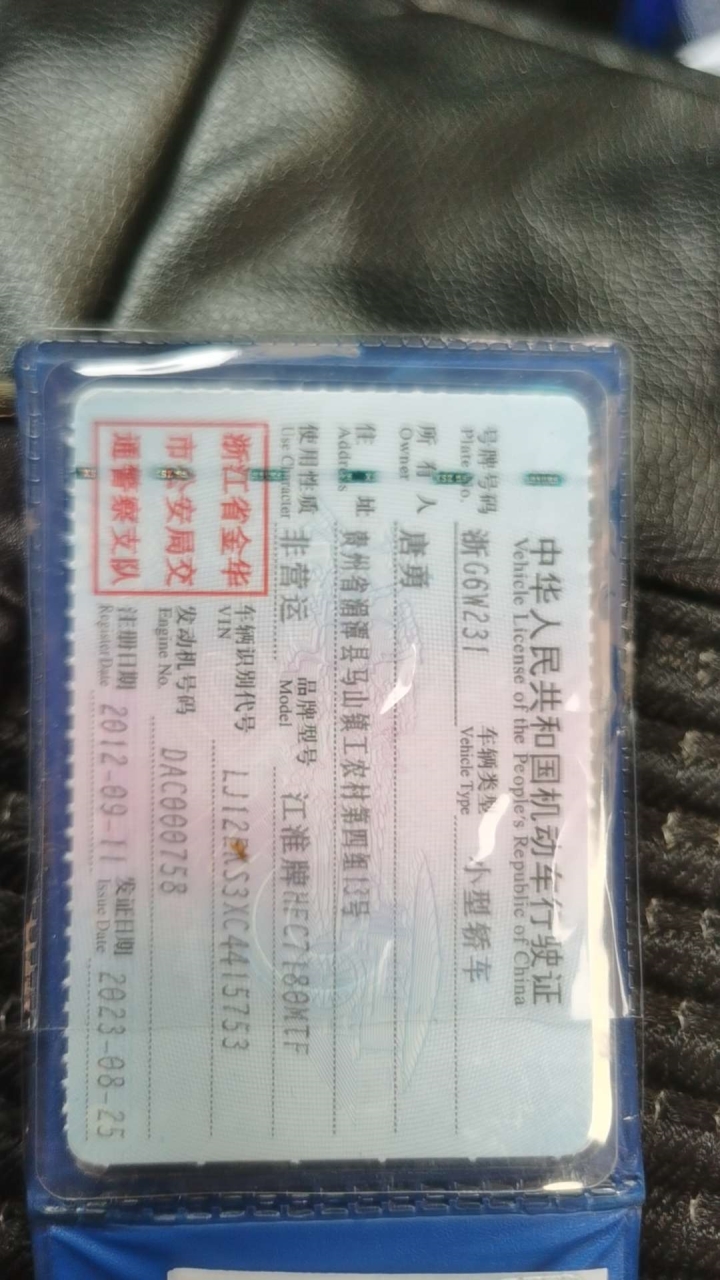 中华人民共和国机动车行驶证
Vehicle License of the People's Republic of China
号牌号码 浙G6W231 车辆类型 小型轿车
Plate No. Vehicle Type
所有人 唐勇
Owner
住址 贵州省湄潭县马山镇工农村第四组13号
Address
使用性质 非营运 品牌型号 江淮牌HFC7180MTF
Use Character Model
浙江省金华
市公安局交
通警察支队
车辆识别代号
VIN
发动机号码 DAC000758
Engine No.
注册日期 2012-09-11 发证日期 2023-08-25
Register Date Issue Date